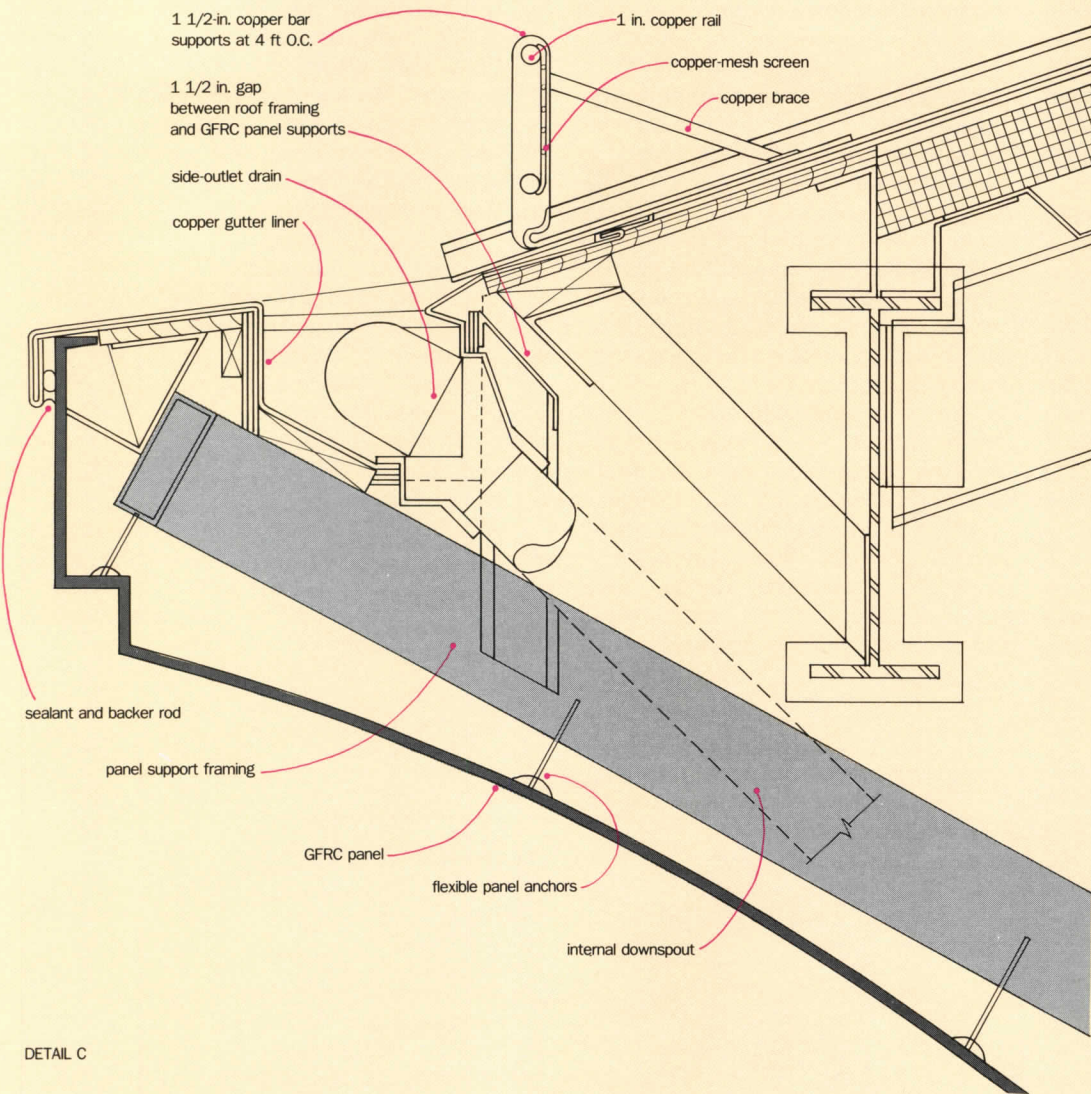 1 1/2-in. copper bar
supports at 4 ft O.C.
1 in. copper rail
copper-mesh screen
copper brace
1 1/2 in. gap
between roof framing
and GFRC panel supports
side-outlet drain
copper gutter liner
sealant and backer rod
panel support framing
GFRC panel
flexible panel anchors
internal downspout
DETAIL C